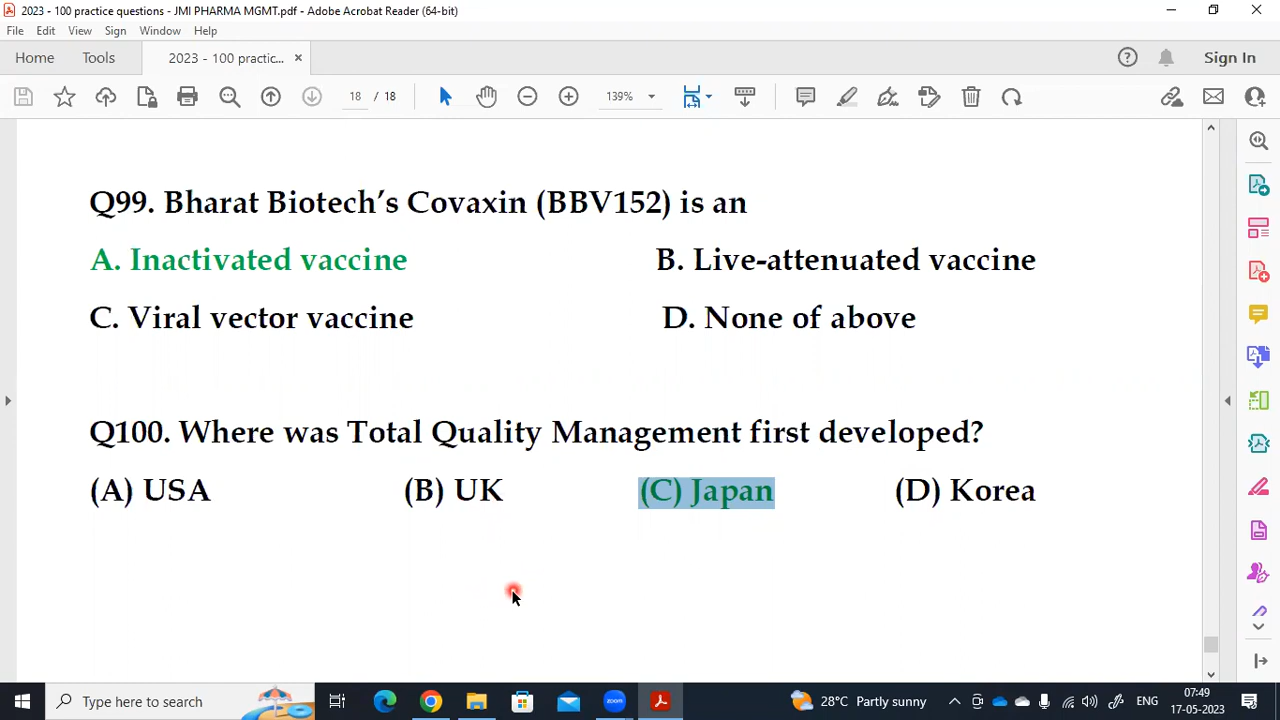 2023 - 100 practice questions - JMI PHARMA MGMT.pdf - Adobe Acrobat Reader (64-bit)
File Edit View Sign Window Help
Home Tools 2023 - 100 practic... × Sign In
18 / 18 139%
Q99. Bharat Biotech’s Covaxin (BBV152) is an
A. Inactivated vaccine B. Live-attenuated vaccine
C. Viral vector vaccine D. None of above
Q100. Where was Total Quality Management first developed?
(A) USA (B) UK (C) Japan (D) Korea
Type here to search zoom 28°C Partly sunny ENG 07:49
17-05-2023